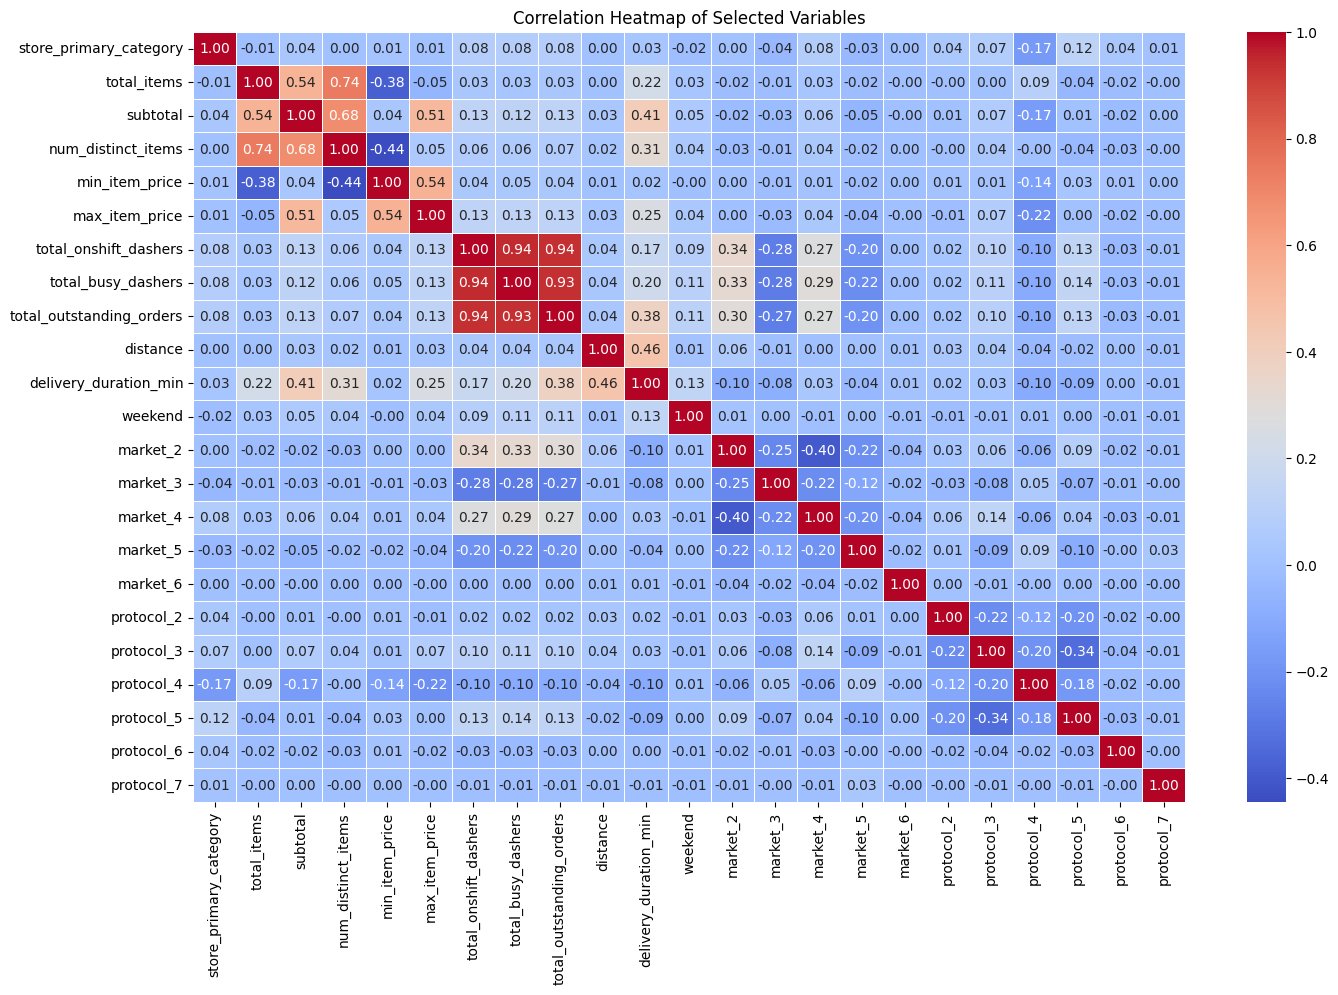 Correlation Heatmap of Selected Variables
store_primary_category 1.00 -0.01 0.04 0.00 0.01 0.01 0.08 0.08 0.08 0.00 0.03 -0.02 0.00 -0.04 0.08 -0.03 0.00 0.04 0.07 -0.17 0.12 0.04 0.01
total_items -0.01 1.00 0.54 0.74 -0.38 -0.05 0.03 0.03 0.03 0.00 0.22 0.03 -0.02 -0.01 0.03 -0.02 -0.00 -0.00 0.00 0.09 -0.04 -0.02 -0.00
subtotal 0.04 0.54 1.00 0.68 0.04 0.51 0.13 0.12 0.13 0.03 0.41 0.05 -0.02 -0.03 0.06 -0.05 -0.00 0.01 0.07 -0.17 0.01 -0.02 0.00
num_distinct_items 0.00 0.74 0.68 1.00 -0.44 0.05 0.06 0.06 0.07 0.02 0.31 0.04 -0.03 -0.01 0.04 -0.02 0.00 -0.00 0.04 -0.00 -0.04 -0.03 -0.00
min_item_price 0.01 -0.38 0.04 -0.44 1.00 0.54 0.04 0.05 0.04 0.01 0.02 -0.00 0.00 -0.01 0.01 -0.02 0.00 0.01 0.01 -0.14 0.03 0.01 0.00
max_item_price 0.01 -0.05 0.51 0.05 0.54 1.00 0.13 0.13 0.13 0.03 0.25 0.04 0.00 -0.03 0.04 -0.04 -0.00 -0.01 0.07 -0.22 0.00 -0.02 -0.00
total_onshift_dashers 0.08 0.03 0.13 0.06 0.04 0.13 1.00 0.94 0.94 0.04 0.17 0.09 0.34 -0.28 0.27 -0.20 0.00 0.02 0.10 -0.10 0.13 -0.03 -0.01
total_busy_dashers 0.08 0.03 0.12 0.06 0.05 0.13 0.94 1.00 0.93 0.04 0.20 0.11 0.33 -0.28 0.29 -0.22 0.00 0.02 0.11 -0.10 0.14 -0.03 -0.01
total_outstanding_orders 0.08 0.03 0.13 0.07 0.04 0.13 0.94 0.93 1.00 0.04 0.38 0.11 0.30 -0.27 0.27 -0.20 0.00 0.02 0.10 -0.10 0.13 -0.03 -0.01
distance 0.00 0.00 0.03 0.02 0.01 0.03 0.04 0.04 0.04 1.00 0.46 0.01 0.06 -0.01 0.00 0.00 0.01 0.03 0.04 -0.04 -0.02 0.00 -0.01
delivery_duration_min 0.03 0.22 0.41 0.31 0.02 0.25 0.17 0.20 0.38 0.46 1.00 0.13 -0.10 -0.08 0.03 -0.04 0.01 0.02 0.03 -0.10 -0.09 0.00 -0.01
weekend -0.02 0.03 0.05 0.04 -0.00 0.04 0.09 0.11 0.11 0.01 0.13 1.00 0.01 0.00 -0.01 0.00 -0.01 -0.01 -0.01 0.01 0.00 -0.01 -0.01
market_2 0.00 -0.02 -0.02 -0.03 0.00 0.00 0.34 0.33 0.30 0.06 -0.10 0.01 1.00 -0.25 -0.40 -0.22 -0.04 0.03 0.06 -0.06 0.09 -0.02 -0.01
market_3 -0.04 -0.01 -0.03 -0.01 -0.01 -0.03 -0.28 -0.28 -0.27 -0.01 -0.08 0.00 -0.25 1.00 -0.22 -0.12 -0.02 -0.03 -0.08 0.05 -0.07 -0.01 -0.00
market_4 0.08 0.03 0.06 0.04 0.01 0.04 0.27 0.29 0.27 0.00 0.03 -0.01 -0.40 -0.22 1.00 -0.20 -0.04 0.06 0.14 -0.06 0.04 -0.03 -0.01
market_5 -0.03 -0.02 -0.05 -0.02 -0.02 -0.04 -0.20 -0.22 -0.20 0.00 -0.04 0.00 -0.22 -0.12 -0.20 1.00 -0.02 0.01 -0.09 0.09 -0.10 -0.00 0.03
market_6 0.00 -0.00 -0.00 0.00 0.00 -0.00 0.00 0.00 0.00 0.01 0.01 -0.01 -0.04 -0.02 -0.04 -0.02 1.00 0.00 -0.01 -0.00 0.00 -0.00 -0.00
protocol_2 0.04 -0.00 0.01 -0.00 0.01 -0.01 0.02 0.02 0.02 0.03 0.02 -0.01 0.03 -0.03 0.06 0.01 0.00 1.00 -0.22 -0.12 -0.20 -0.02 -0.00
protocol_3 0.07 0.00 0.07 0.04 0.01 0.07 0.10 0.11 0.10 0.04 0.03 -0.01 0.06 -0.08 0.14 -0.09 -0.01 -0.22 1.00 -0.20 -0.34 -0.04 -0.01
protocol_4 -0.17 0.09 -0.17 -0.00 -0.14 -0.22 -0.10 -0.10 -0.10 -0.04 -0.10 0.01 -0.06 0.05 -0.06 0.09 -0.00 -0.12 -0.20 1.00 -0.18 -0.02 -0.00
protocol_5 0.12 -0.04 0.01 -0.04 0.03 0.00 0.13 0.14 0.13 -0.02 -0.09 0.00 0.09 -0.07 0.04 -0.10 0.00 -0.20 -0.34 -0.18 1.00 -0.03 -0.01
protocol_6 0.04 -0.02 -0.02 -0.03 0.01 -0.02 -0.03 -0.03 -0.03 0.00 0.00 -0.01 -0.02 -0.01 -0.03 -0.00 -0.00 -0.02 -0.04 -0.02 -0.03 1.00 -0.00
protocol_7 0.01 -0.00 0.00 -0.00 0.00 -0.00 -0.01 -0.01 -0.01 -0.01 -0.01 -0.01 -0.01 -0.00 -0.01 0.03 -0.00 -0.00 -0.01 -0.00 -0.01 -0.00 1.00
store_primary_category
total_items
subtotal
num_distinct_items
min_item_price
max_item_price
total_onshift_dashers
total_busy_dashers
total_outstanding_orders
distance
delivery_duration_min
weekend
market_2
market_3
market_4
market_5
market_6
protocol_2
protocol_3
protocol_4
protocol_5
protocol_6
protocol_7
1.0
0.8
0.6
0.4
0.2
0.0
−0.2
−0.4